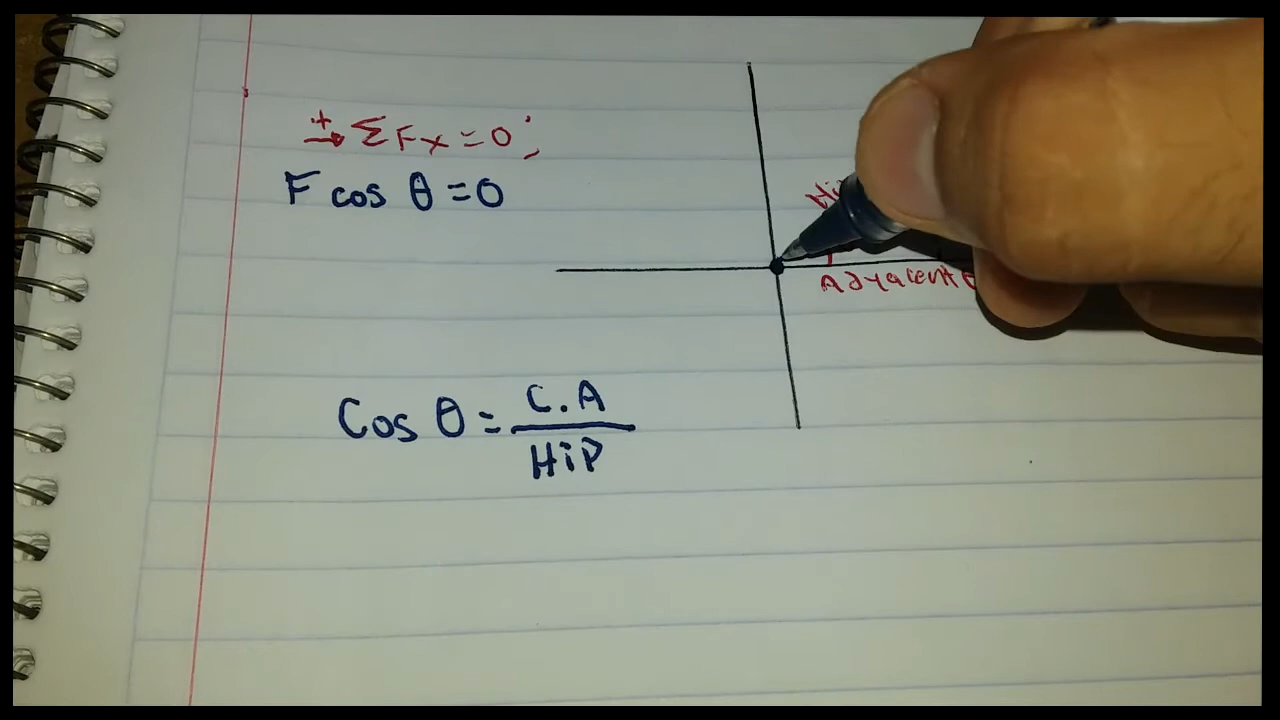 +→ ΣFx=0;
F cos θ=0
Adyacente
Cos θ= C.A
HiP